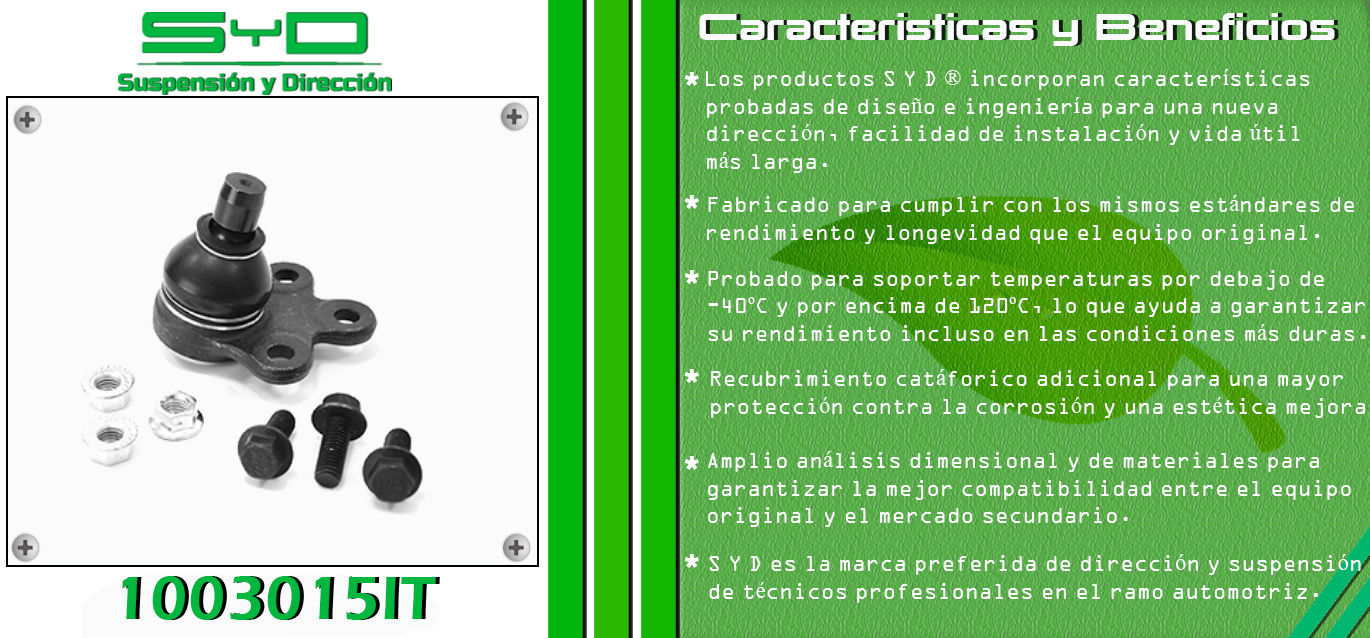 SYD
Suspensión y Dirección
1003015IT
Caracteristicas y Beneficios
* Los productos S Y D ® incorporan características
probadas de diseño e ingeniería para una nueva
dirección, facilidad de instalación y vida útil
más larga.
* Fabricado para cumplir con los mismos estándares de
rendimiento y longevidad que el equipo original.
* Probado para soportar temperaturas por debajo de
-40°C y por encima de 120°C, lo que ayuda a garantizar
su rendimiento incluso en las condiciones más duras.
* Recubrimiento catáforico adicional para una mayor
protección contra la corrosión y una estética mejora
* Amplio análisis dimensional y de materiales para
garantizar la mejor compatibilidad entre el equipo
original y el mercado secundario.
* S Y D es la marca preferida de dirección y suspensión
de técnicos profesionales en el ramo automotriz.